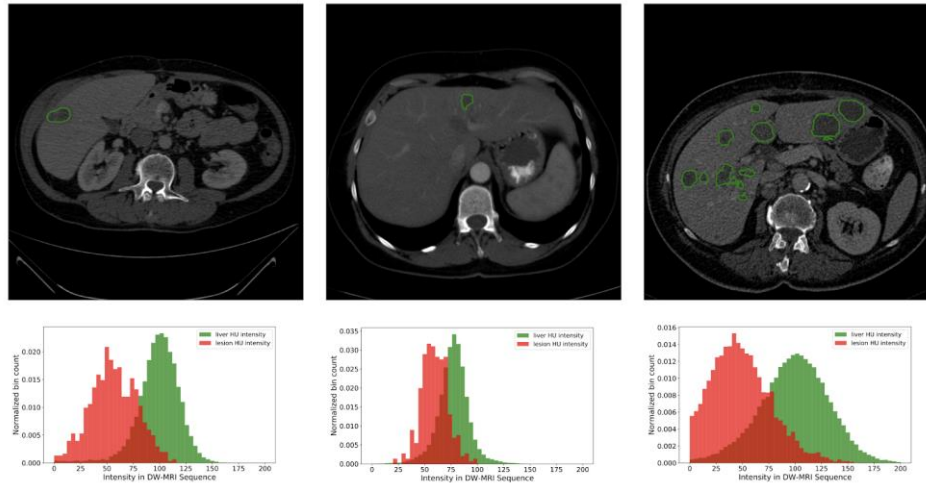 liver HU intensity
lesion HU intensity
Normalized bin count
0.020
0.015
0.010
0.005
0.000
0 25 50 75 100 125 150 175 200
Intensity in DW-MRI Sequence
liver HU intensity
lesion HU intensity
Normalized bin count
0.035
0.030
0.025
0.020
0.015
0.010
0.005
0.000
0 25 50 75 100 125 150 175 200
Intensity in DW-MRI Sequence
liver HU intensity
lesion HU intensity
Normalized bin count
0.016
0.014
0.012
0.010
0.008
0.006
0.004
0.002
0.000
0 25 50 75 100 125 150 175 200
Intensity in DW-MRI Sequence